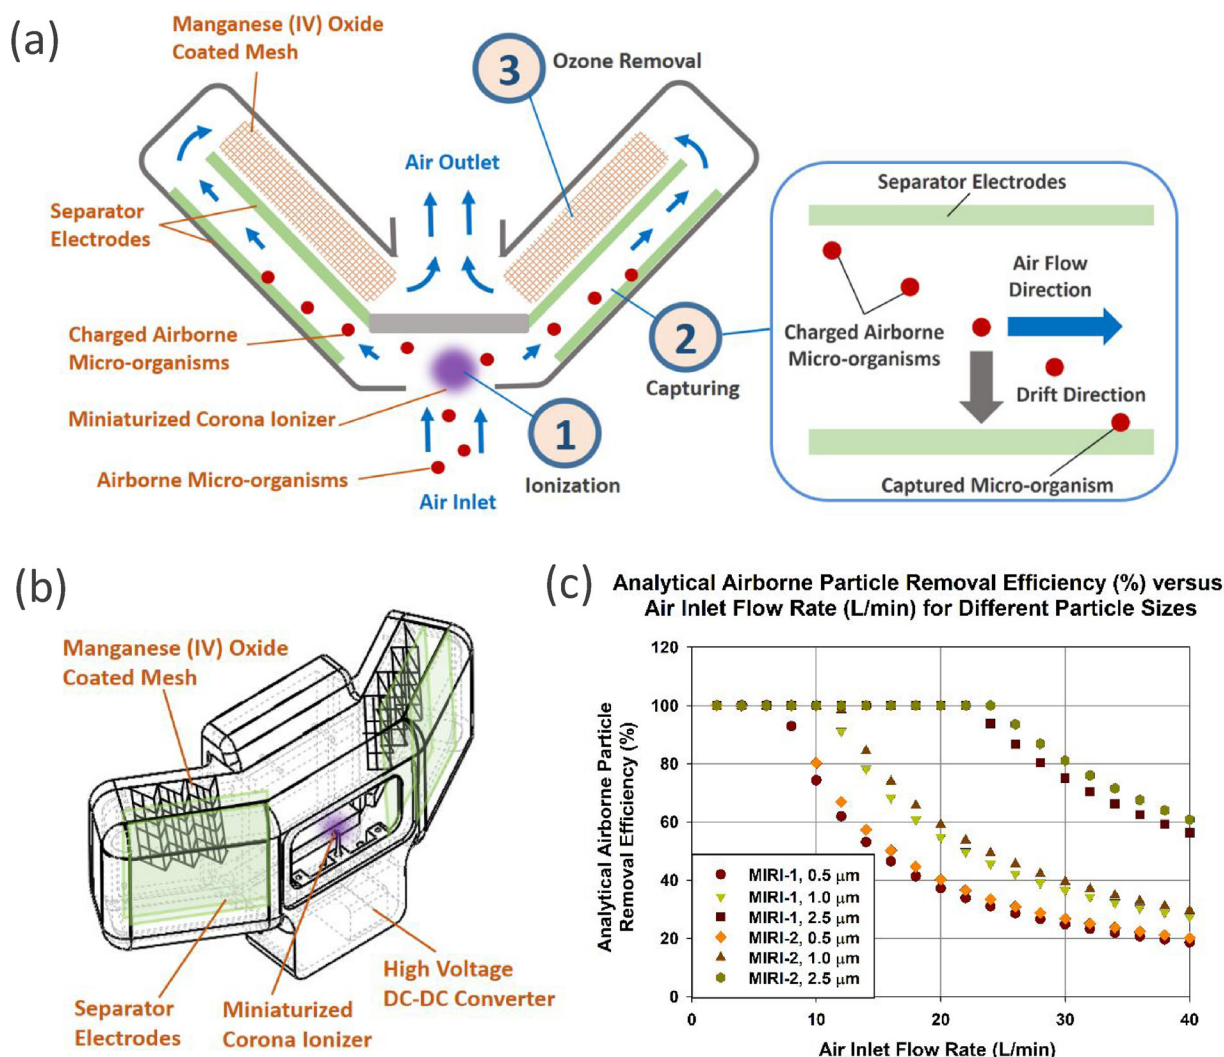 (a)
Manganese (IV) Oxide
Coated Mesh
3
Ozone Removal
Air Outlet
Separator
Electrodes
Charged Airborne
Micro-organisms
Miniaturized Corona Ionizer
Airborne Micro-organisms
Air Inlet
1
Ionization
2
Capturing
Separator Electrodes
Air Flow
Direction
Charged Airborne
Micro-organisms
Drift Direction
Captured Micro-organism
(b)
Manganese (IV) Oxide
Coated Mesh
Separator
Electrodes
Miniaturized
Corona Ionizer
High Voltage
DC-DC Converter
(c)
Analytical Airborne Particle Removal Efficiency (%) versus
Air Inlet Flow Rate (L/min) for Different Particle Sizes
Analytical Airborne Particle
Removal Efficiency (%)
120
100
80
60
40
20
0
MIRI-1, 0.5 μm
MIRI-1, 1.0 μm
MIRI-1, 2.5 μm
MIRI-2, 0.5 μm
MIRI-2, 1.0 μm
MIRI-2, 2.5 μm
0 10 20 30 40
Air Inlet Flow Rate (L/min)